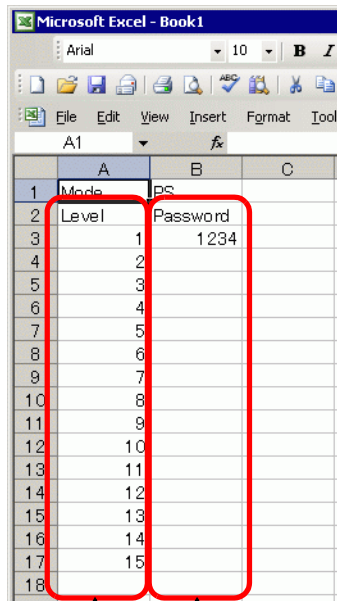 Microsoft Excel - Book1
Arial 10 B I
ABC
File Edit View Insert Format Tool
A1 fx
A B C
1 Mode PS
2 Level Password
3 1 1234
4 2
5 3
6 4
7 5
8 6
9 7
10 8
11 9
12 10
13 11
14 12
15 13
16 14
17 15
18